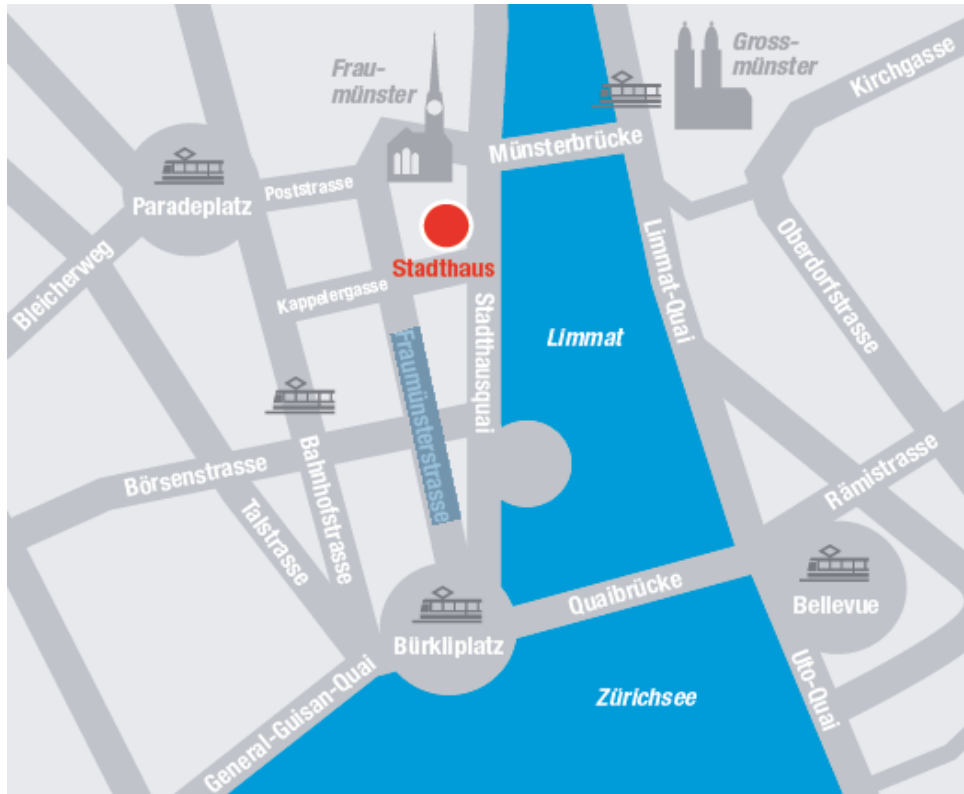 Frau-
münster
Gross-
münster
Kirchgasse
Münsterbrücke
Poststrasse
Paradeplatz
Bleicherweg
Stadthaus
Kappelergasse
Limmat-Quai
Oberdorfstrasse
Stadthausquai
Limmat
Fraumünsterstrasse
Börsenstrasse
Bahnhofstrasse
Talstrasse
Rämistrasse
Quaibrücke
Bellevue
Bürkliplatz
General-Guisan-Quai
Uto-Quai
Zürichsee